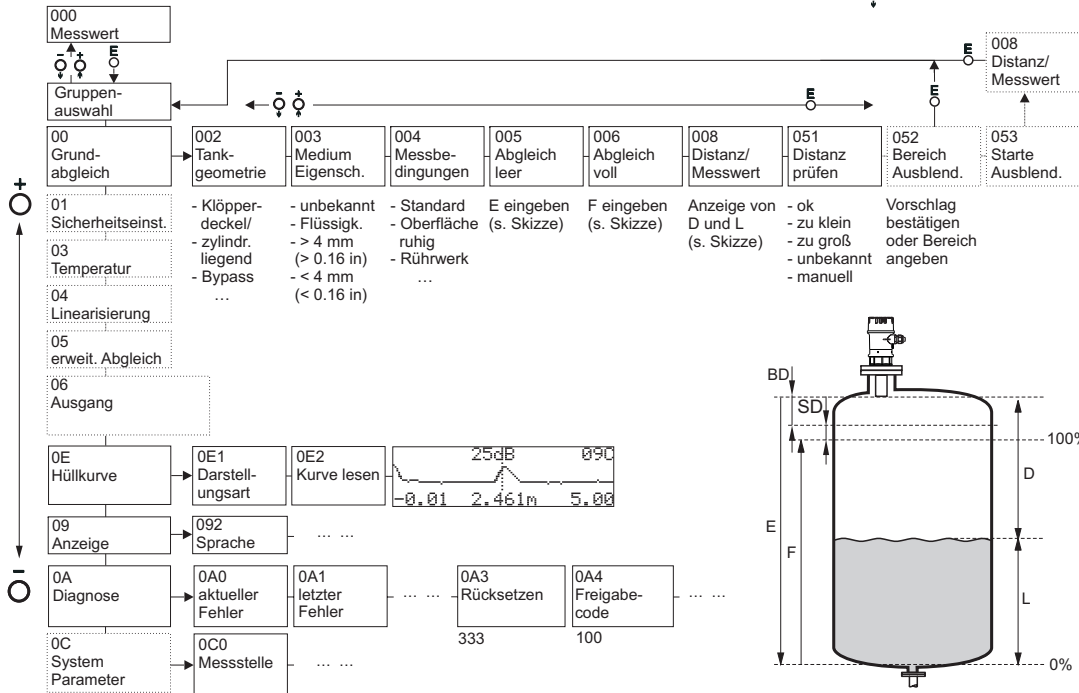 000
Messwert
- +
E
Gruppen-
auswahl
- +
E
E
E
008
Distanz/
Messwert
00
Grund-
abgleich
002
Tank-
geometrie
003
Medium
Eigensch.
004
Messbe-
dingungen
005
Abgleich
leer
006
Abgleich
voll
008
Distanz/
Messwert
051
Distanz
prüfen
052
Bereich
Ausblend.
053
Starte
Ausblend.
- Klöpper-
deckel/
- zylindr.
liegend
- Bypass
...
- unbekannt
- Flüssigk.
- > 4 mm
(> 0.16 in)
- < 4 mm
(< 0.16 in)
- Standard
- Oberfläche
ruhig
- Rührwerk
...
E eingeben
(s. Skizze)
F eingeben
(s. Skizze)
Anzeige von
D und L
(s. Skizze)
- ok
- zu klein
- zu groß
- unbekannt
- manuell
Vorschlag
bestätigen
oder Bereich
angeben
+
01
Sicherheitseinst.
03
Temperatur
04
Linearisierung
05
erweit. Abgleich
06
Ausgang
0E
Hüllkurve
0E1
Darstell-
ungsart
0E2
Kurve lesen
25dB 09C
-0.01 2.461m 5.00
09
Anzeige
092
Sprache
... ...
-
0A
Diagnose
0A0
aktueller
Fehler
0A1
letzter
Fehler
... ...
0A3
Rücksetzen
333
0A4
Freigabe-
code
100
... ...
0C
System
Parameter
0C0
Messstelle
... ...
BD
SD
100%
D
E
F
L
0%